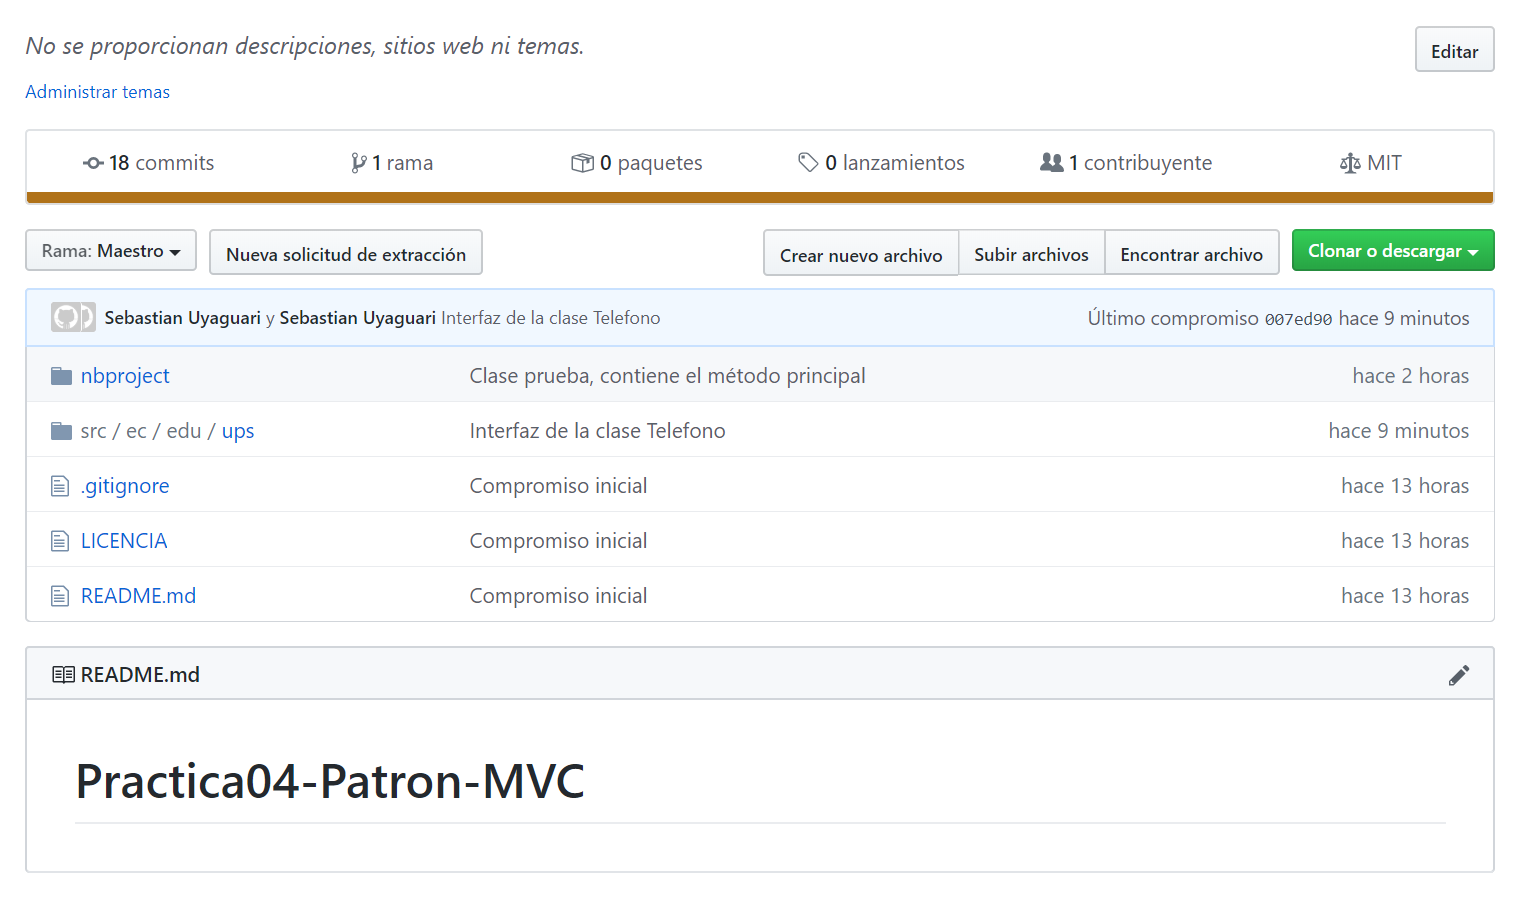 No se proporcionan descripciones, sitios web ni temas.
Editar
Administrar temas
18 commits 1 rama 0 paquetes 0 lanzamientos 1 contribuyente MIT
Rama: Maestro Nueva solicitud de extracción Crear nuevo archivo Subir archivos Encontrar archivo Clonar o descargar
Sebastian Uyaguari y Sebastian Uyaguari Interfaz de la clase Telefono Último compromiso 007ed90 hace 9 minutos
nbproject Clase prueba, contiene el método principal hace 2 horas
src / ec / edu / ups Interfaz de la clase Telefono hace 9 minutos
.gitignore Compromiso inicial hace 13 horas
LICENCIA Compromiso inicial hace 13 horas
README.md Compromiso inicial hace 13 horas
README.md
Practica04-Patron-MVC